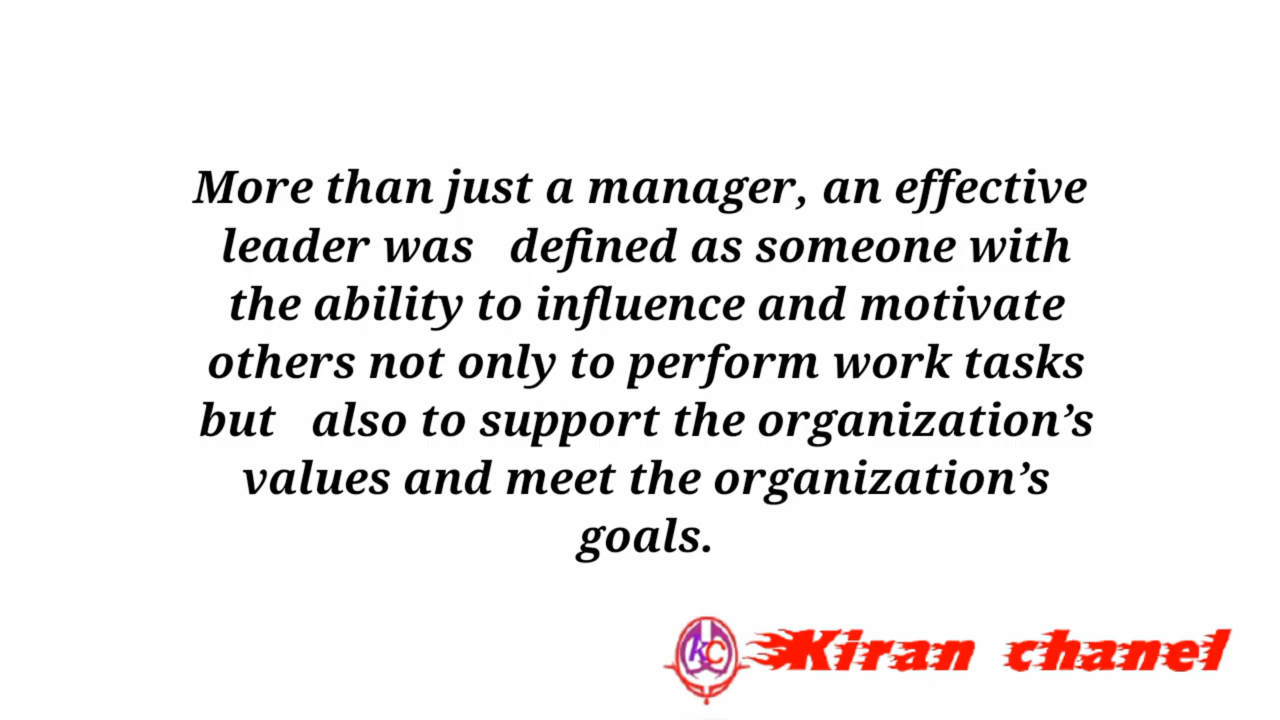 More than just a manager, an effective
leader was defined as someone with
the ability to influence and motivate
others not only to perform work tasks
but also to support the organization’s
values and meet the organization’s
goals.
KC
Kiran chanel